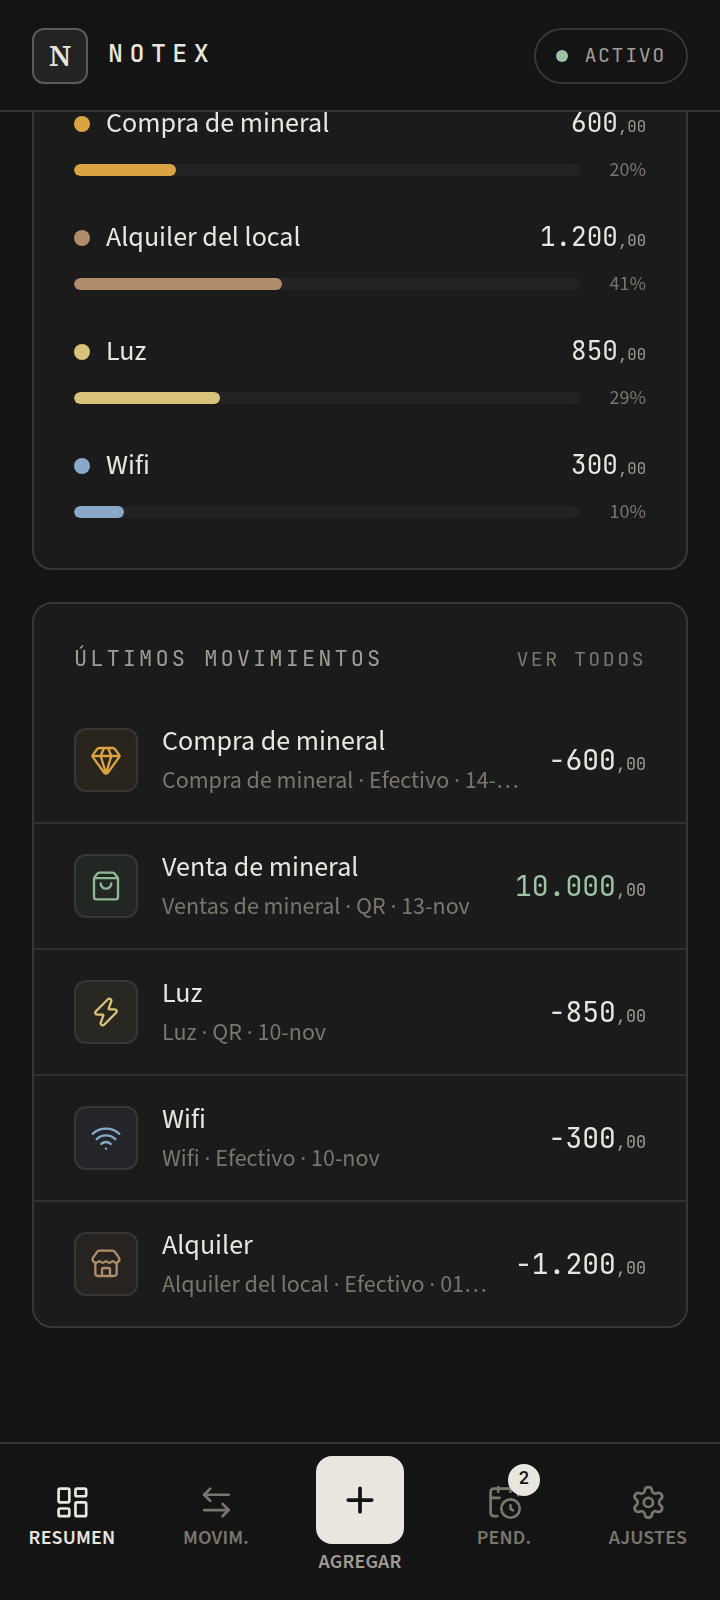 N NOTEX ACTIVO
Compra de mineral 600,00
20%
Alquiler del local 1.200,00
41%
Luz 850,00
29%
Wifi 300,00
10%
ÚLTIMOS MOVIMIENTOS VER TODOS
Compra de mineral -600,00
Compra de mineral · Efectivo · 14-…
Venta de mineral 10.000,00
Ventas de mineral · QR · 13-nov
Luz -850,00
Luz · QR · 10-nov
Wifi -300,00
Wifi · Efectivo · 10-nov
Alquiler -1.200,00
Alquiler del local · Efectivo · 01…
2
RESUMEN MOVIM. AGREGAR PEND. AJUSTES